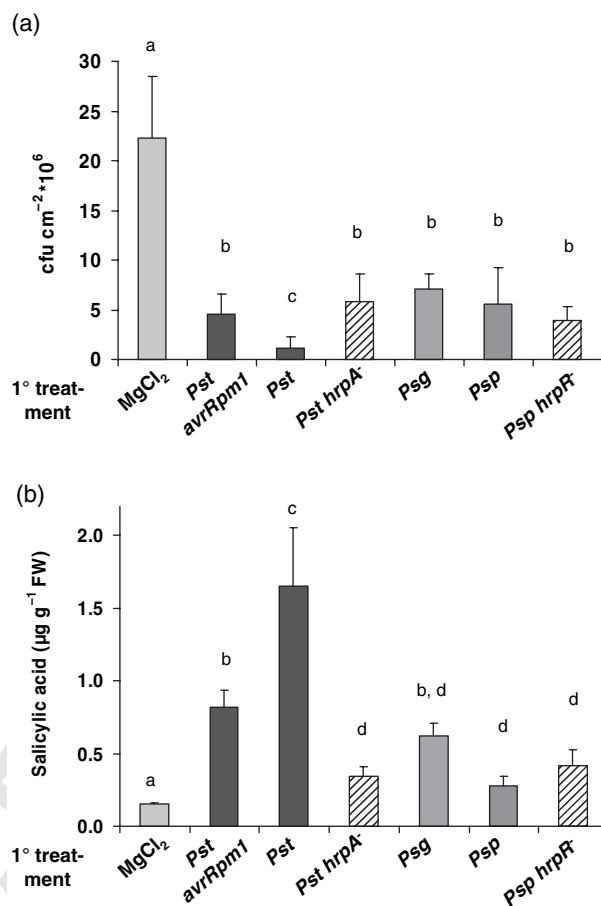 (a)
a
b
c
b
b
b
b
30
25
20
15
10
5
0
cfu cm⁻²*10⁶
1° treat-
ment
MgCl₂
Pst
avrRpm1
Pst
Pst hrpA⁻
Psg
Psp
Psp hrpR⁻
(b)
c
b
a
d
b, d
d
d
2.0
1.5
1.0
0.5
0.0
Salicylic acid (µg g⁻¹ FW)
1° treat-
ment
MgCl₂
Pst
avrRpm1
Pst
Pst hrpA⁻
Psg
Psp
Psp hrpR⁻